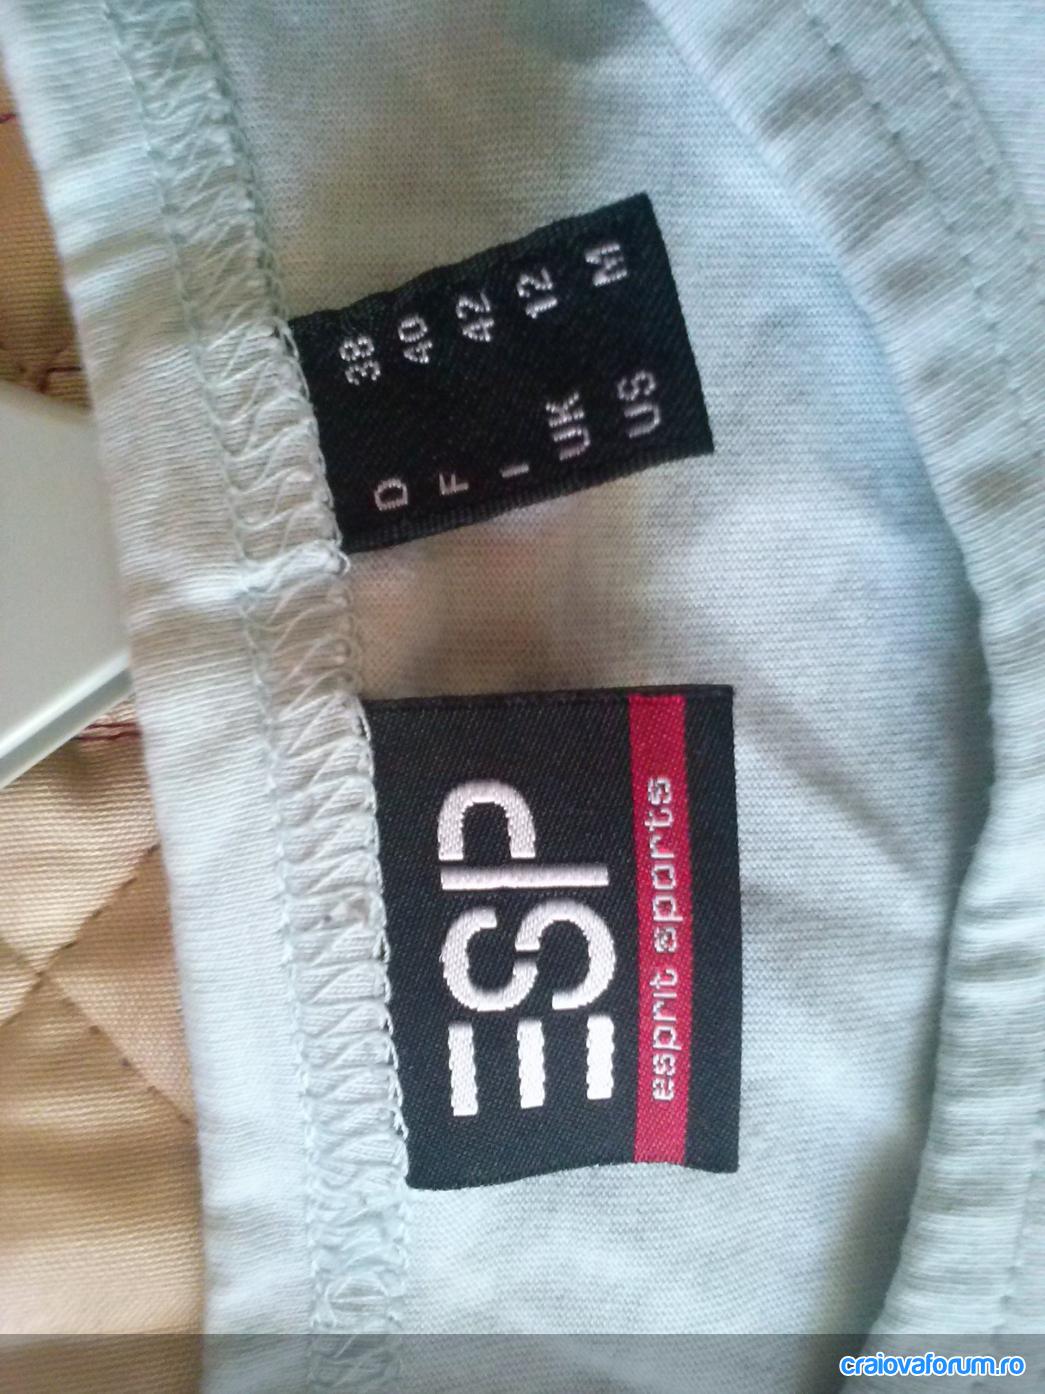 D 38
F 40
I 42
UK 12
US M
ESP
esprit sports
craiovaforum.ro